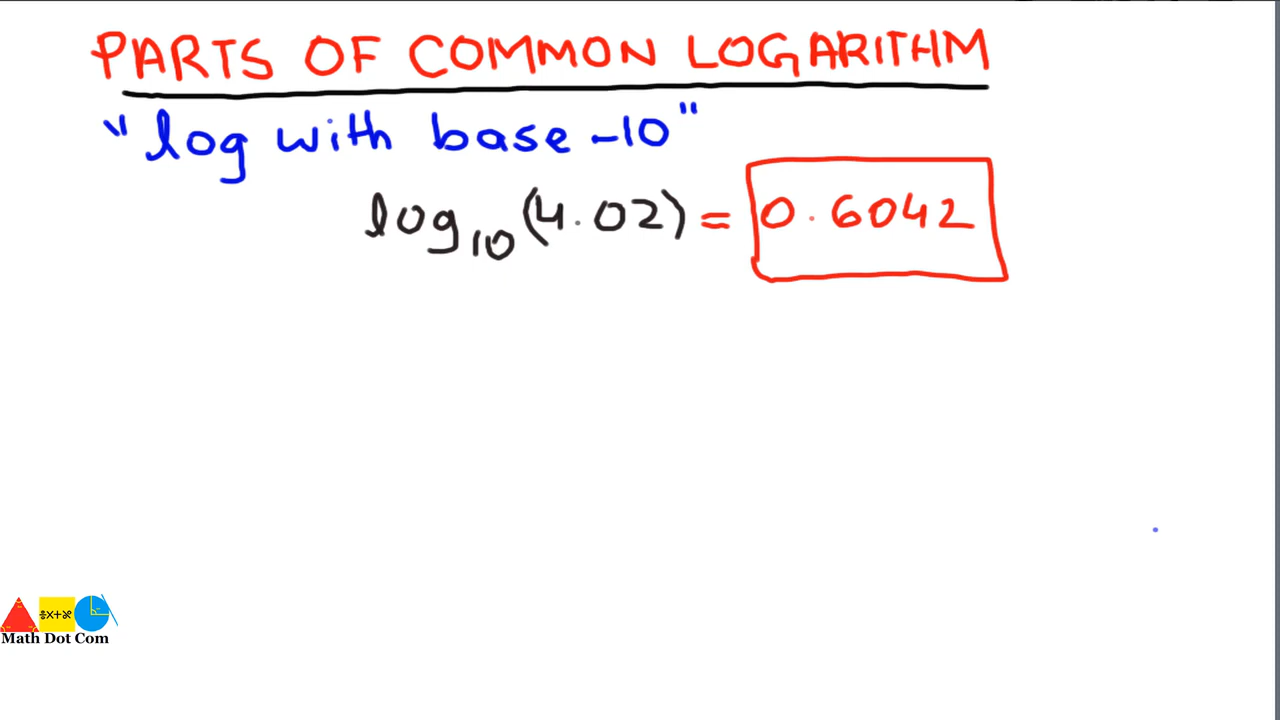 PARTS OF COMMON LOGARITHM
"log with base -10"
log₁₀(4.02) = 0.6042
Math Dot Com